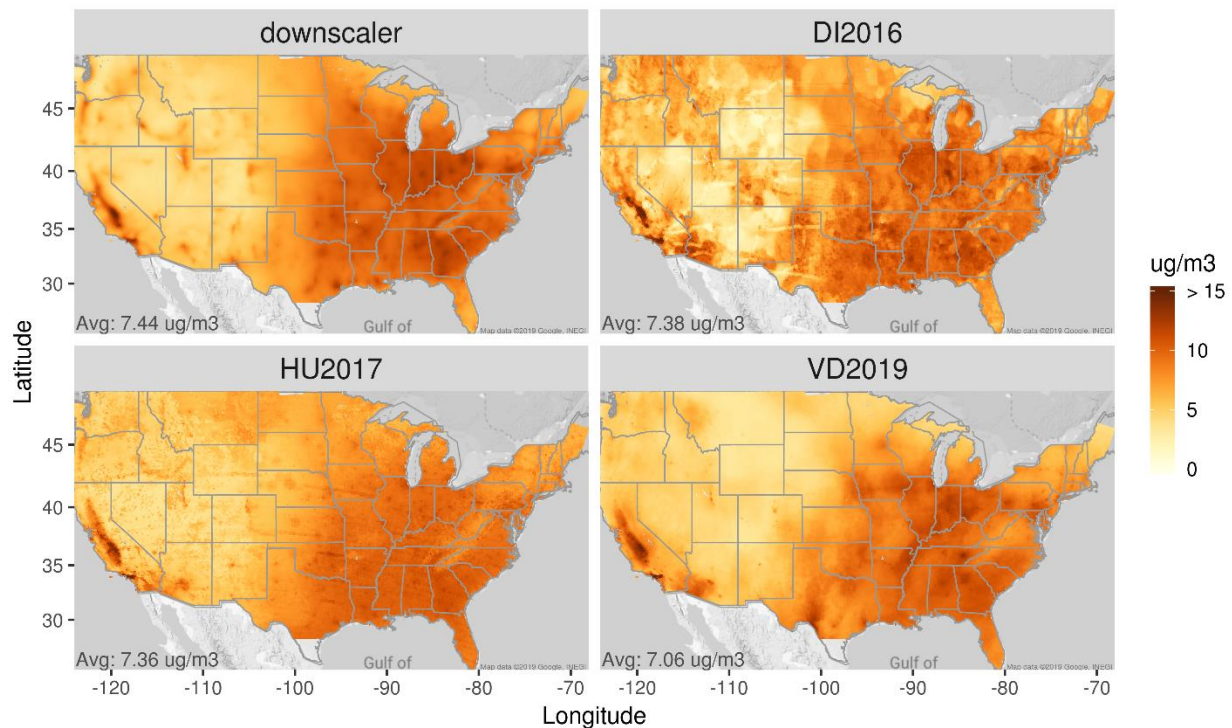 downscaler
DI2016
45
40
35
30
Avg: 7.44 ug/m3
Gulf of
Map data ©2019 Google, INEGI
Avg: 7.38 ug/m3
Gulf of
Map data ©2019 Google, INEGI
ug/m3
> 15
10
5
0
Latitude
HU2017
VD2019
45
40
35
30
Avg: 7.36 ug/m3
Gulf of
Map data ©2019 Google, INEGI
Avg: 7.06 ug/m3
Gulf of
Map data ©2019 Google, INEGI
-120 -110 -100 -90 -80 -70
-120 -110 -100 -90 -80 -70
Longitude